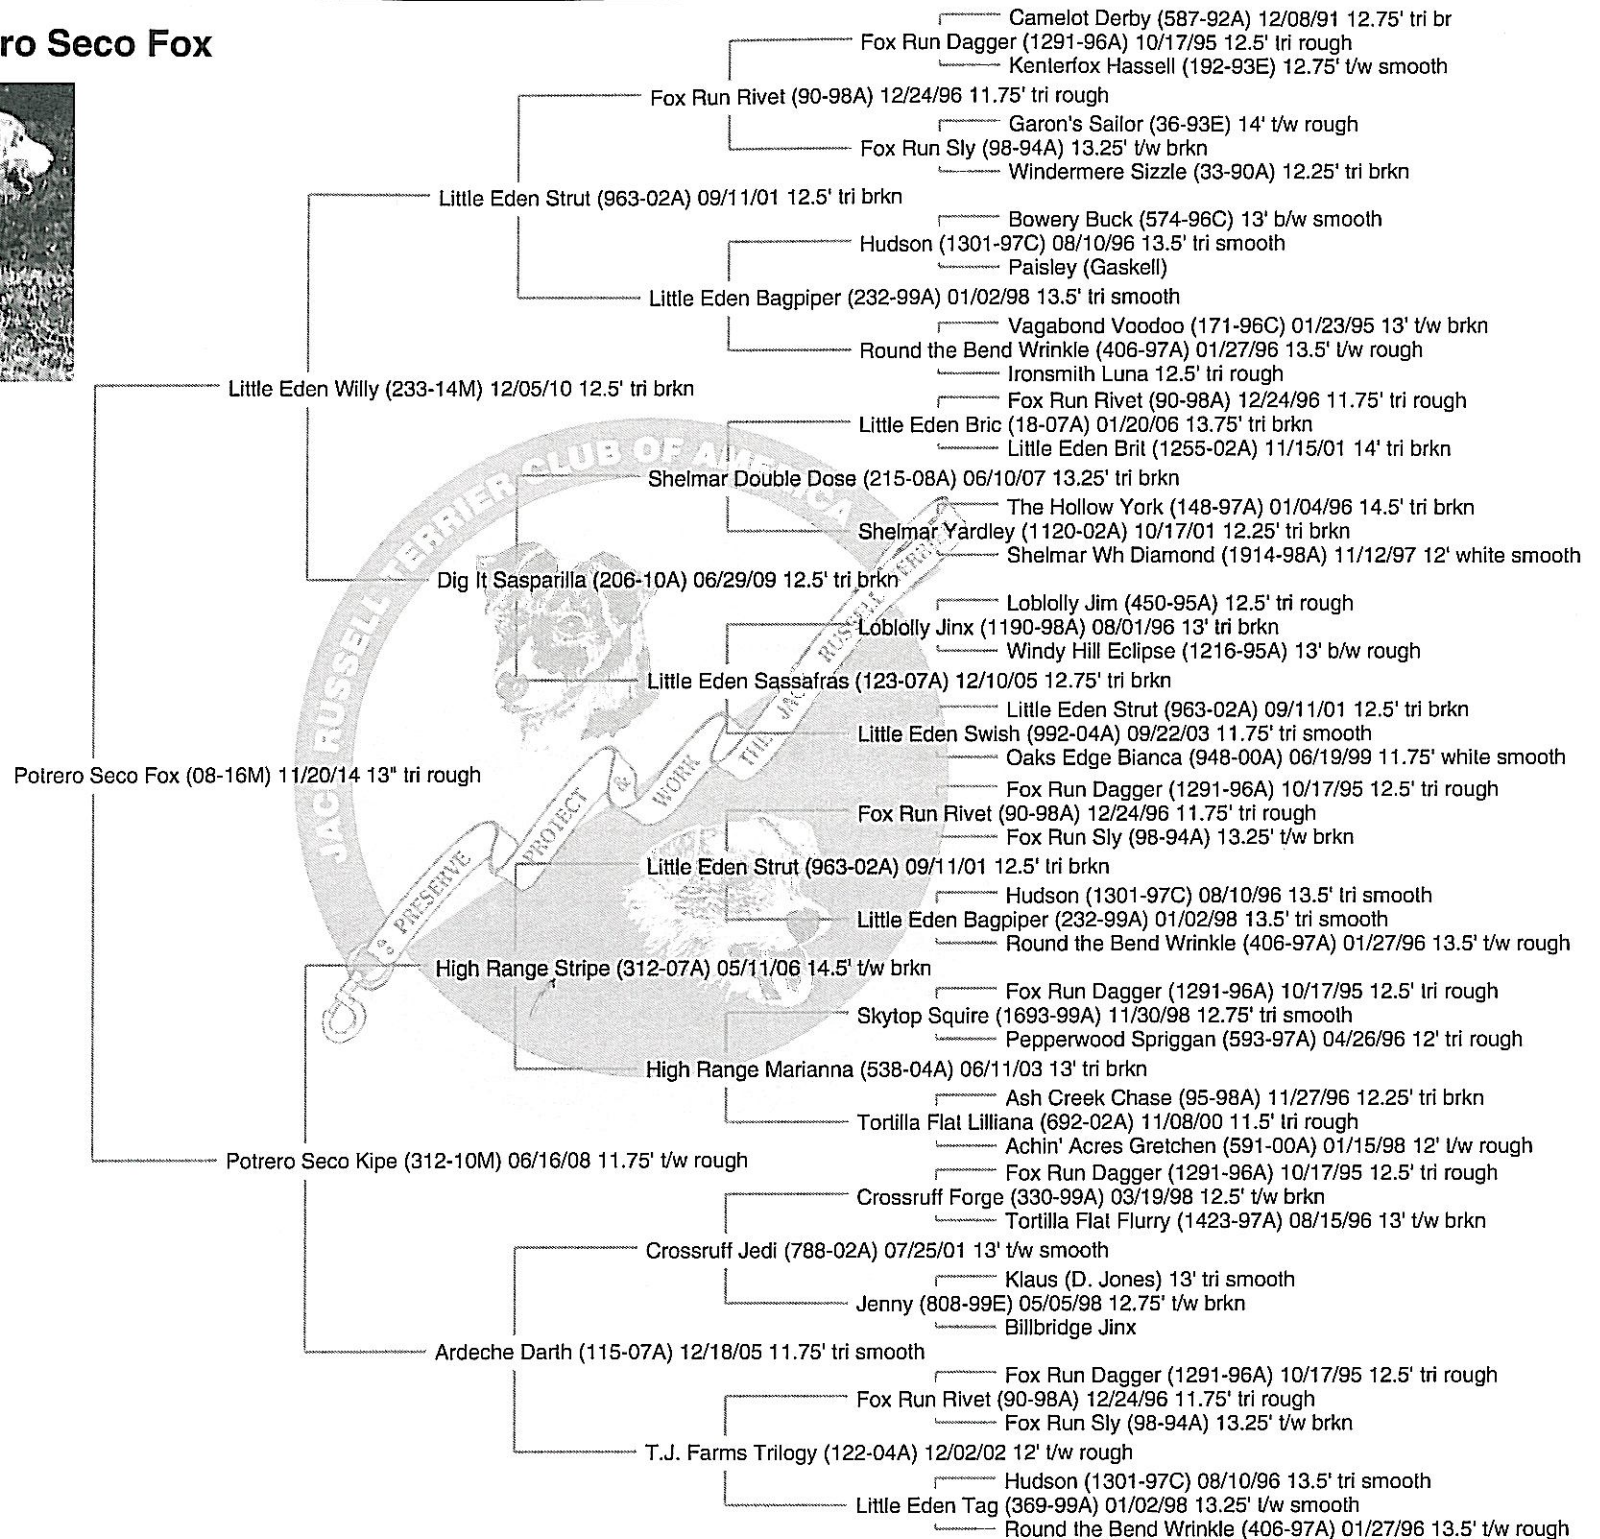 ro Seco Fox
Camelot Derby (587-92A) 12/08/91 12.75' tri br
Fox Run Dagger (1291-96A) 10/17/95 12.5' tri rough
Kenterfox Hassell (192-93E) 12.75' t/w smooth
Fox Run Rivet (90-98A) 12/24/96 11.75' tri rough
Garon's Sailor (36-93E) 14' t/w rough
Fox Run Sly (98-94A) 13.25' t/w brkn
Windermere Sizzle (33-90A) 12.25' tri brkn
Little Eden Strut (963-02A) 09/11/01 12.5' tri brkn
Bowery Buck (574-96C) 13' b/w smooth
Hudson (1301-97C) 08/10/96 13.5' tri smooth
Paisley (Gaskell)
Little Eden Bagpiper (232-99A) 01/02/98 13.5' tri smooth
Vagabond Voodoo (171-96C) 01/23/95 13' t/w brkn
Round the Bend Wrinkle (406-97A) 01/27/96 13.5' t/w rough
Ironsmith Luna 12.5' tri rough
Little Eden Willy (233-14M) 12/05/10 12.5' tri brkn
Fox Run Rivet (90-98A) 12/24/96 11.75' tri rough
Little Eden Bric (18-07A) 01/20/06 13.75' tri brkn
Little Eden Brit (1255-02A) 11/15/01 14' tri brkn
Shelmar Double Dose (215-08A) 06/10/07 13.25' tri brkn
The Hollow York (148-97A) 01/04/96 14.5' tri brkn
Shelmar Yardley (1120-02A) 10/17/01 12.25' tri brkn
Shelmar Wh Diamond (1914-98A) 11/12/97 12' white smooth
Dig It Sasparilla (206-10A) 06/29/09 12.5' tri brkn
Loblolly Jim (450-95A) 12.5' tri rough
Loblolly Jinx (1190-98A) 08/01/96 13' tri brkn
Windy Hill Eclipse (1216-95A) 13' b/w rough
Little Eden Sassafras (123-07A) 12/10/05 12.75' tri brkn
Little Eden Strut (963-02A) 09/11/01 12.5' tri brkn
Little Eden Swish (992-04A) 09/22/03 11.75' tri smooth
Oaks Edge Bianca (948-00A) 06/19/99 11.75' white smooth
Potrero Seco Fox (08-16M) 11/20/14 13" tri rough
Fox Run Dagger (1291-96A) 10/17/95 12.5' tri rough
Fox Run Rivet (90-98A) 12/24/96 11.75' tri rough
Fox Run Sly (98-94A) 13.25' t/w brkn
Little Eden Strut (963-02A) 09/11/01 12.5' tri brkn
Hudson (1301-97C) 08/10/96 13.5' tri smooth
Little Eden Bagpiper (232-99A) 01/02/98 13.5' tri smooth
Round the Bend Wrinkle (406-97A) 01/27/96 13.5' t/w rough
High Range Stripe (312-07A) 05/11/06 14.5' t/w brkn
Fox Run Dagger (1291-96A) 10/17/95 12.5' tri rough
Skytop Squire (1693-99A) 11/30/98 12.75' tri smooth
Pepperwood Spriggan (593-97A) 04/26/96 12' tri rough
High Range Marianna (538-04A) 06/11/03 13' tri brkn
Ash Creek Chase (95-98A) 11/27/96 12.25' tri brkn
Tortilla Flat Lilliana (692-02A) 11/08/00 11.5' tri rough
Achin' Acres Gretchen (591-00A) 01/15/98 12' t/w rough
Potrero Seco Kipe (312-10M) 06/16/08 11.75' t/w rough
Fox Run Dagger (1291-96A) 10/17/95 12.5' tri rough
Crossruff Forge (330-99A) 03/19/98 12.5' t/w brkn
Tortilla Flat Flurry (1423-97A) 08/15/96 13' t/w brkn
Crossruff Jedi (788-02A) 07/25/01 13' t/w smooth
Klaus (D. Jones) 13' tri smooth
Jenny (808-99E) 05/05/98 12.75' t/w brkn
Billbridge Jinx
Ardeche Darth (115-07A) 12/18/05 11.75' tri smooth
Fox Run Dagger (1291-96A) 10/17/95 12.5' tri rough
Fox Run Rivet (90-98A) 12/24/96 11.75' tri rough
Fox Run Sly (98-94A) 13.25' t/w brkn
T.J. Farms Trilogy (122-04A) 12/02/02 12' t/w rough
Hudson (1301-97C) 08/10/96 13.5' tri smooth
Little Eden Tag (369-99A) 01/02/98 13.25' t/w smooth
Round the Bend Wrinkle (406-97A) 01/27/96 13.5' t/w rough
JACK RUSSELL TERRIER CLUB OF AMERICA
PRESERVE PROTECT & WORK THE JACK RUSSELL TERRIER